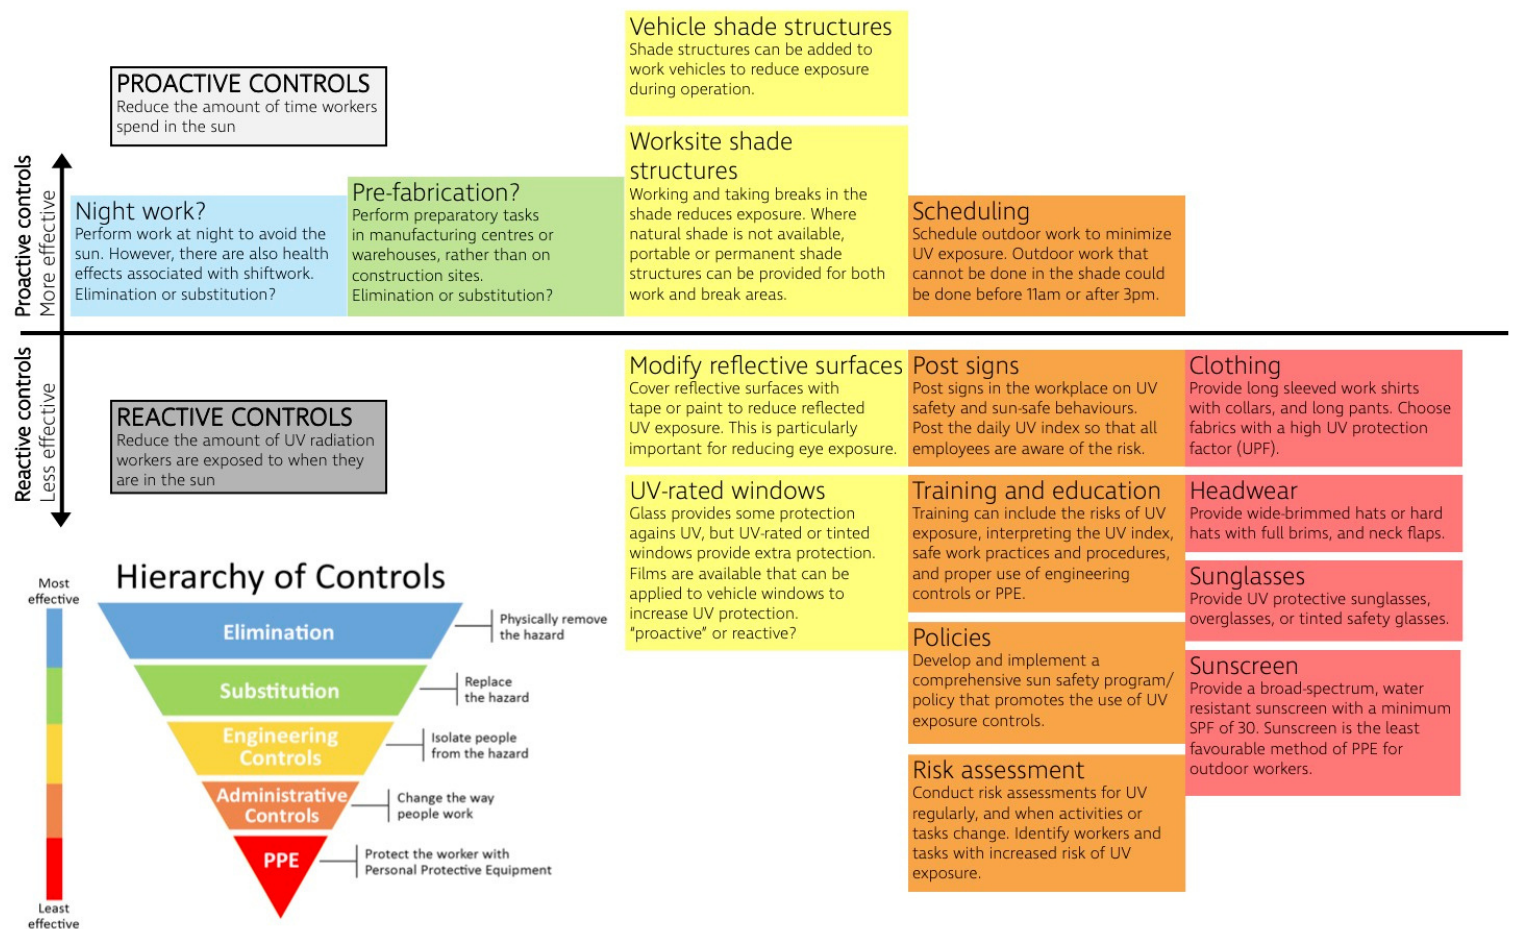 PROACTIVE CONTROLS
Reduce the amount of time workers
spend in the sun
Proactive controls
More effective
Night work?
Perform work at night to avoid the
sun. However, there are also health
effects associated with shiftwork.
Elimination or substitution?
Pre-fabrication?
Perform preparatory tasks
in manufacturing centres or
warehouses, rather than on
construction sites.
Elimination or substitution?
Vehicle shade structures
Shade structures can be added to
work vehicles to reduce exposure
during operation.
Worksite shade
structures
Working and taking breaks in the
shade reduces exposure. Where
natural shade is not available,
portable or permanent shade
structures can be provided for both
work and break areas.
Scheduling
Schedule outdoor work to minimize
UV exposure. Outdoor work that
cannot be done in the shade could
be done before 11am or after 3pm.
Reactive controls
Less effective
REACTIVE CONTROLS
Reduce the amount of UV radiation
workers are exposed to when they
are in the sun
Modify reflective surfaces
Cover reflective surfaces with
tape or paint to reduce reflected
UV exposure. This is particularly
important for reducing eye exposure.
UV-rated windows
Glass provides some protection
agains UV, but UV-rated or tinted
windows provide extra protection.
Films are available that can be
applied to vehicle windows to
increase UV protection.
"proactive" or reactive?
Post signs
Post signs in the workplace on UV
safety and sun-safe behaviours.
Post the daily UV index so that all
employees are aware of the risk.
Training and education
Training can include the risks of UV
exposure, interpreting the UV index,
safe work practices and procedures,
and proper use of engineering
controls or PPE.
Policies
Develop and implement a
comprehensive sun safety program/
policy that promotes the use of UV
exposure controls.
Risk assessment
Conduct risk assessments for UV
regularly, and when activities or
tasks change. Identify workers and
tasks with increased risk of UV
exposure.
Clothing
Provide long sleeved work shirts
with collars, and long pants. Choose
fabrics with a high UV protection
factor (UPF).
Headwear
Provide wide-brimmed hats or hard
hats with full brims, and neck flaps.
Sunglasses
Provide UV protective sunglasses,
overglasses, or tinted safety glasses.
Sunscreen
Provide a broad-spectrum, water
resistant sunscreen with a minimum
SPF of 30. Sunscreen is the least
favourable method of PPE for
outdoor workers.
Hierarchy of Controls
Most
effective
Elimination
Physically remove
the hazard
Substitution
Replace
the hazard
Engineering
Controls
Isolate people
from the hazard
Administrative
Controls
Change the way
people work
PPE
Protect the worker with
Personal Protective Equipment
Least
effective